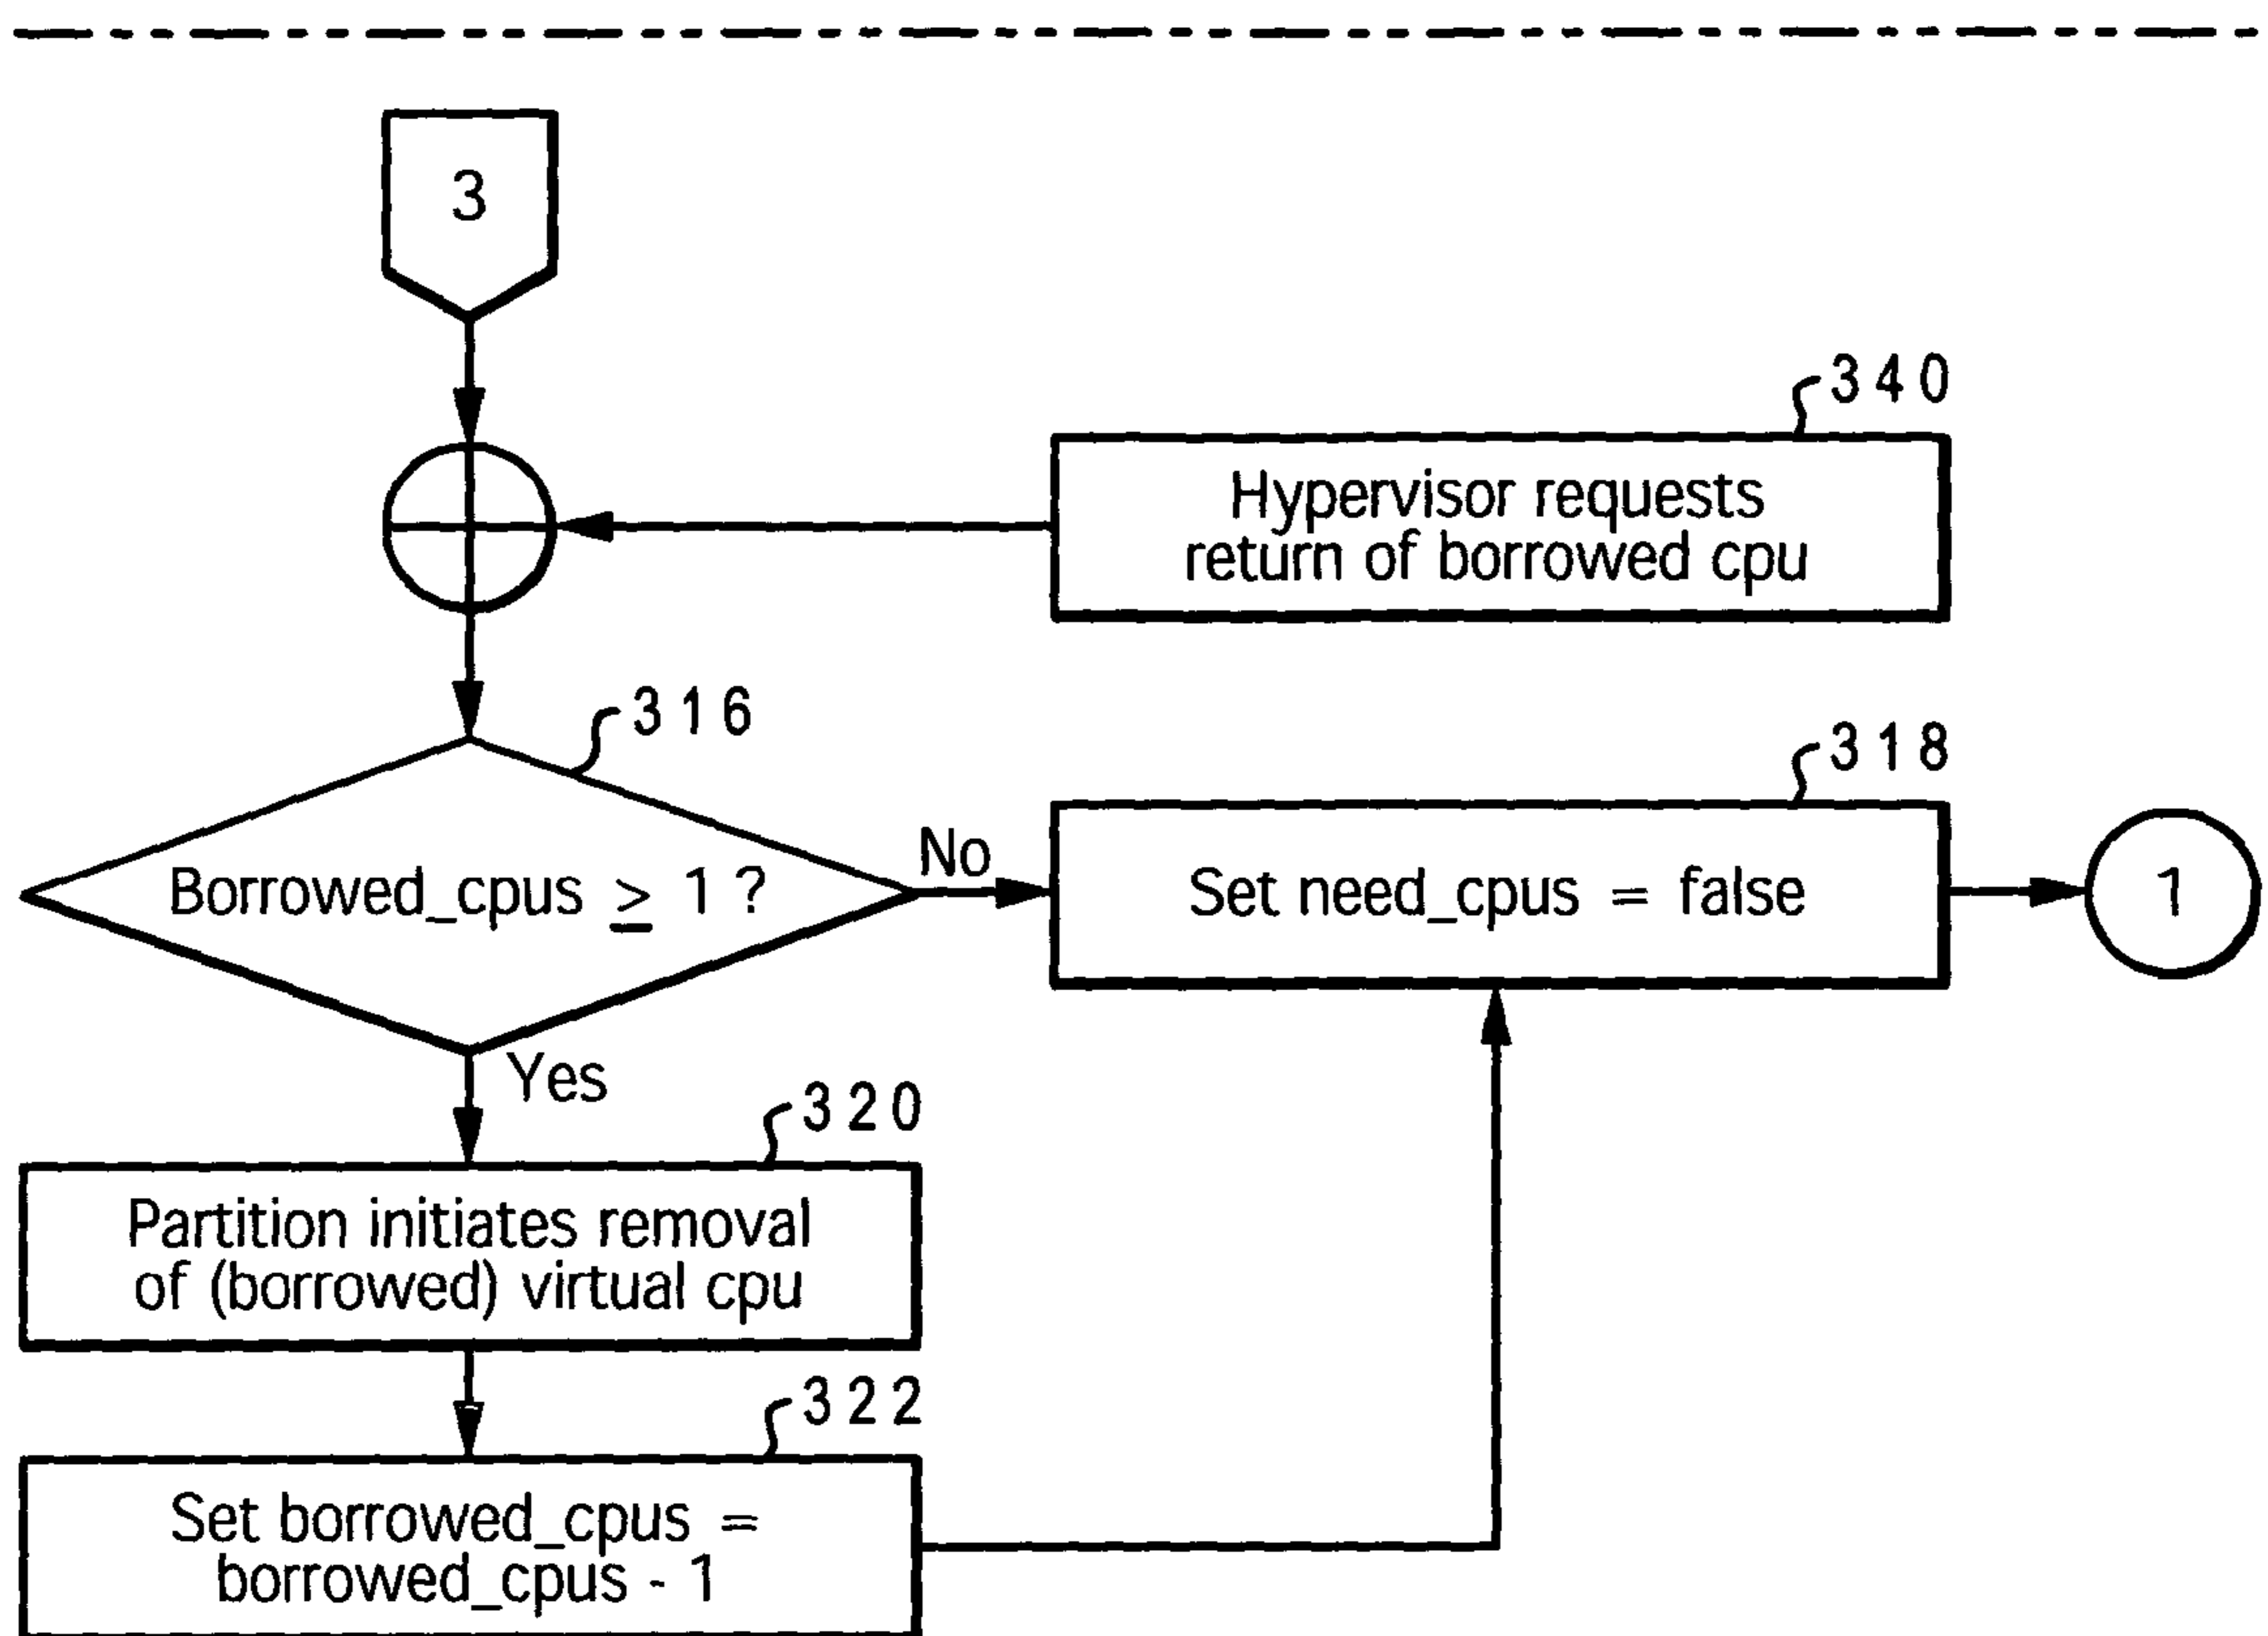 3
340
Hypervisor requests
return of borrowed cpu
316
318
Borrowed_cpus ≥ 1 ?
No
Set need_cpus = false
1
Yes
320
Partition initiates removal
of (borrowed) virtual cpu
322
Set borrowed_cpus =
borrowed_cpus - 1